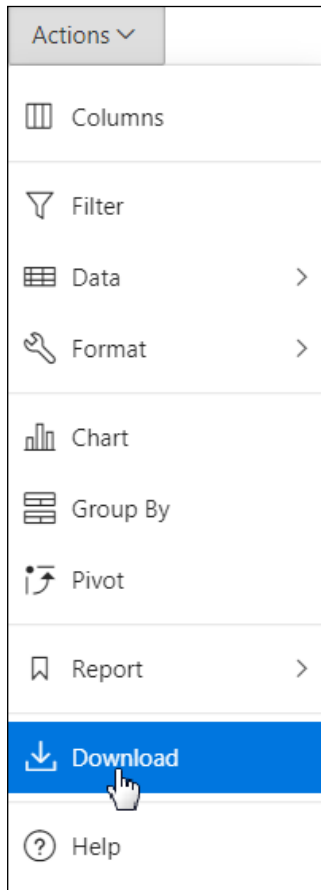 Actions
Columns
Filter
Data
Format
Chart
Group By
Pivot
Report
Download
Help